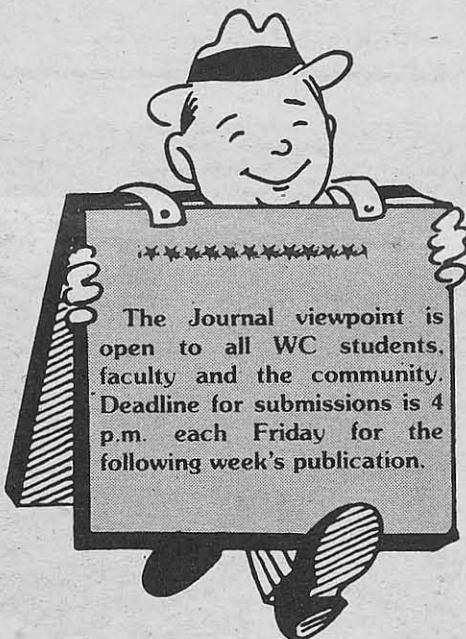 The Journal viewpoint is
open to all WC students,
faculty and the community.
Deadline for submissions is 4
p.m. each Friday for the
following week's publication.